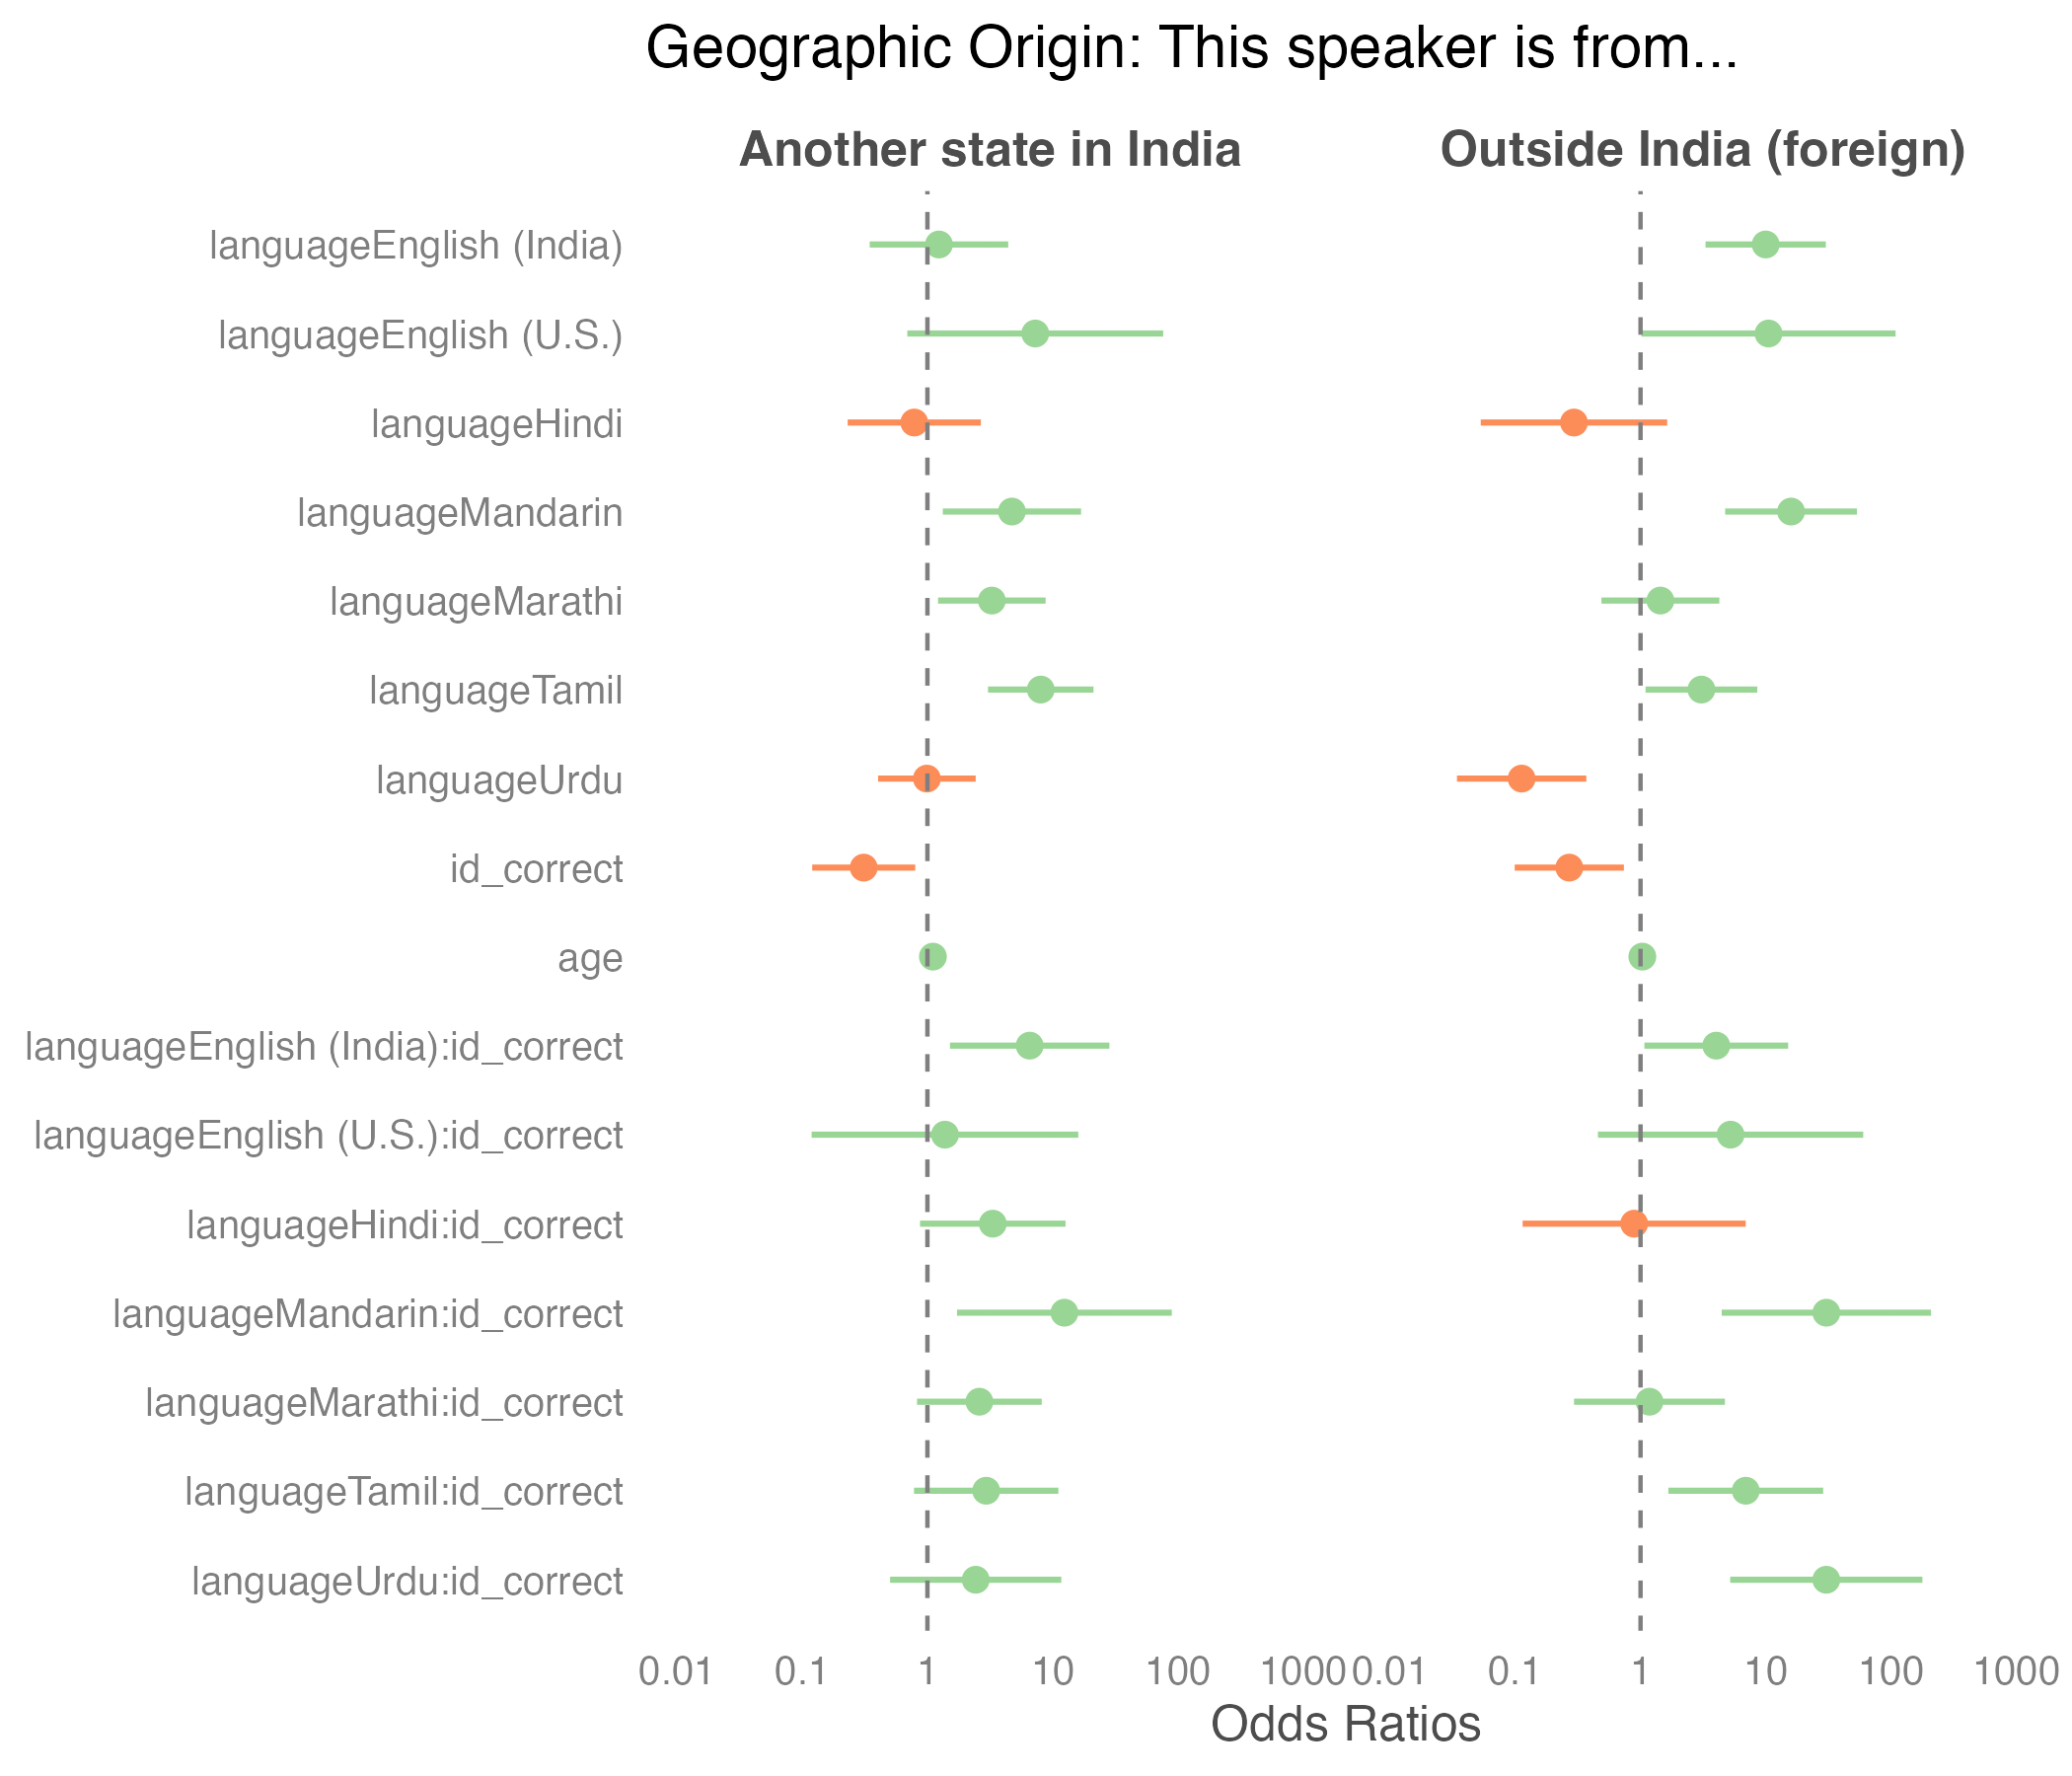 Geographic Origin: This speaker is from...
Another state in India
Outside India (foreign)
languageEnglish (India)
languageEnglish (U.S.)
languageHindi
languageMandarin
languageMarathi
languageTamil
languageUrdu
id_correct
age
languageEnglish (India):id_correct
languageEnglish (U.S.):id_correct
languageHindi:id_correct
languageMandarin:id_correct
languageMarathi:id_correct
languageTamil:id_correct
languageUrdu:id_correct
0.01 0.1 1 10 100 1000 0.01 0.1 1 10 100 1000
Odds Ratios